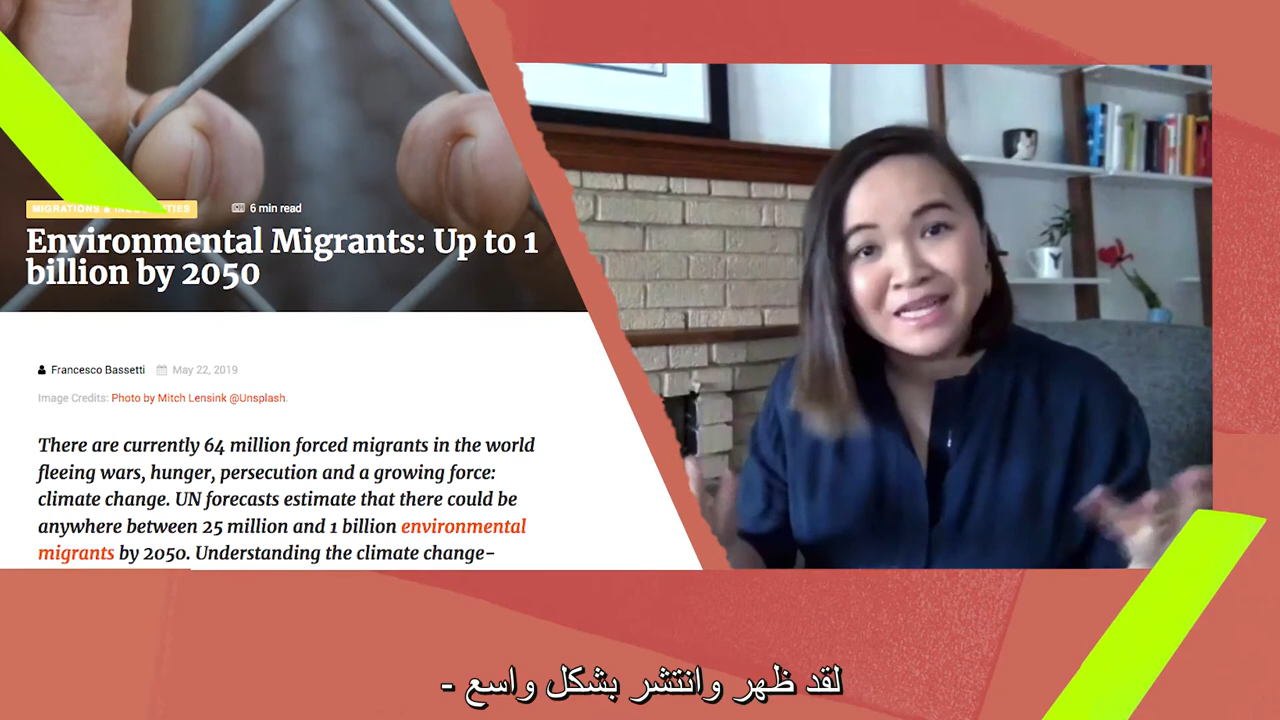 MIGRATIONS &
6 min read
Environmental Migrants: Up to 1
billion by 2050
Francesco Bassetti May 22, 2019
Image Credits: Photo by Mitch Lensink @Unsplash.
There are currently 64 million forced migrants in the world
fleeing wars, hunger, persecution and a growing force:
climate change. UN forecasts estimate that there could be
anywhere between 25 million and 1 billion environmental
migrants by 2050. Understanding the climate change-
لقد ظهر وانتشر بشكل واسع -